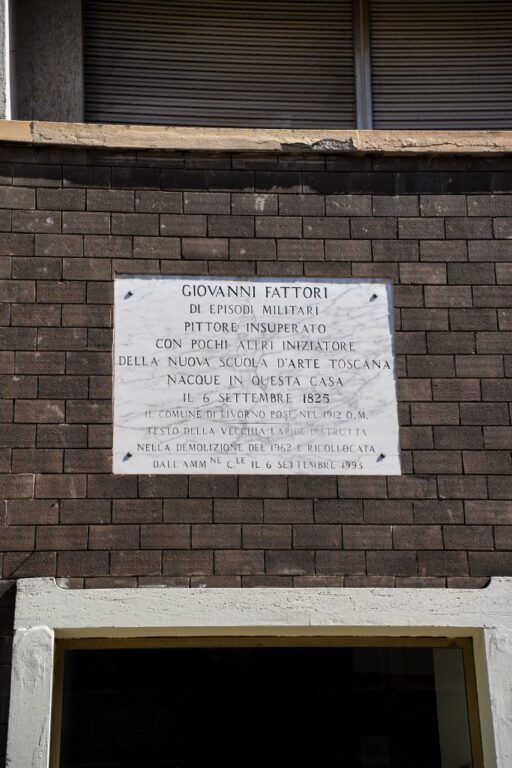 GIOVANNI FATTORI
DI EPISODI MILITARI
PITTORE INSUPERATO
CON POCHI ALTRI INIZIATORE
DELLA NUOVA SCUOLA D'ARTE TOSCANA
NACQUE IN QUESTA CASA
IL 6 SETTEMBRE 1825
IL COMUNE DI LIVORNO POSE NEL 1912 Q.M.
TESTO DELLA VECCHIA LAPIDE DISTRUTTA
NELLA DEMOLIZIONE DEL 1962 E RICOLLOCATA
DALL'AMM NE C.LE IL 6 SETTEMBRE 1993